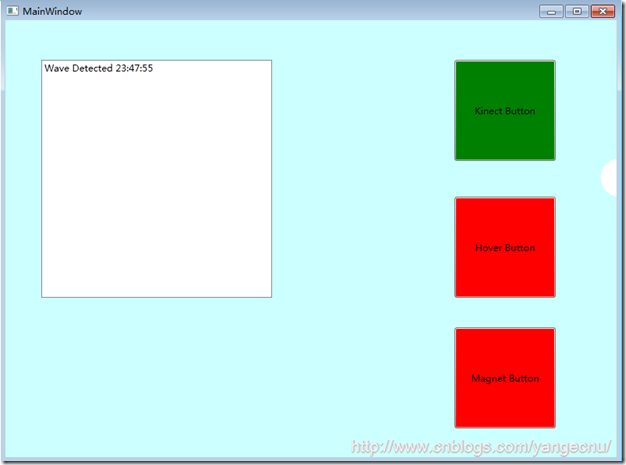 MainWindow
Wave Detected 23:47:55
Kinect Button
Hover Button
Magnet Button
http://www.cnblogs.com/yangecnu/